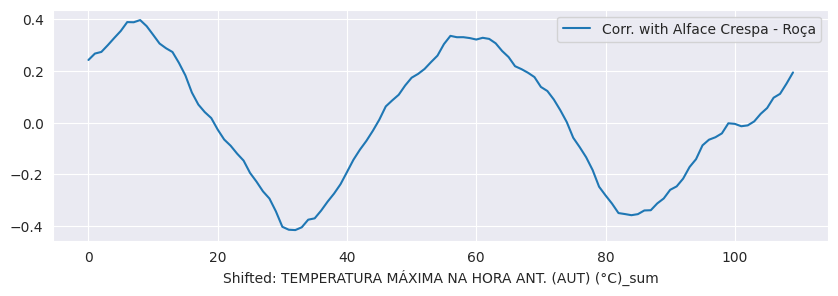 Corr. with Alface Crespa - Roça
0.4
0.2
0.0
−0.2
−0.4
0 20 40 60 80 100
Shifted: TEMPERATURA MÁXIMA NA HORA ANT. (AUT) (°C)_sum